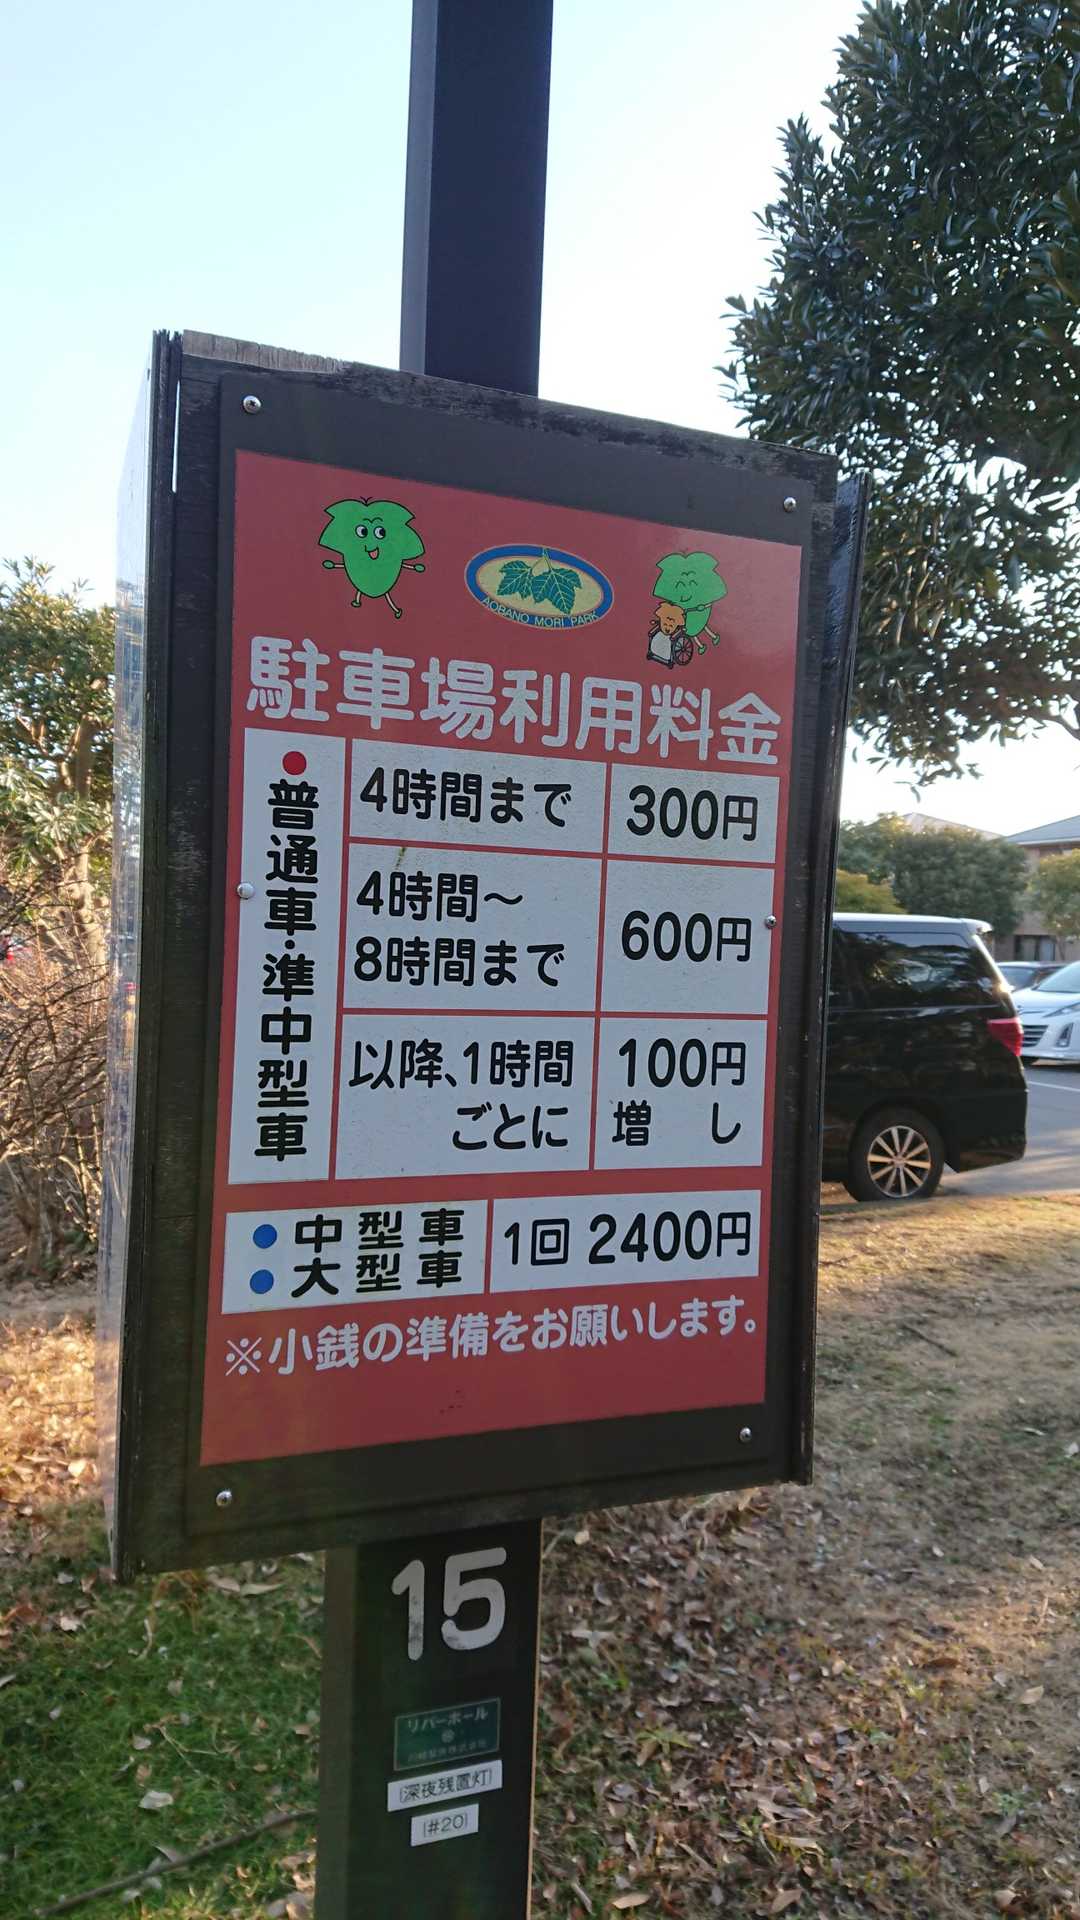 AOBANO MORI PARK
駐車場利用料金
●普通車・準中型車
4時間まで
300円
4時間～
8時間まで
600円
以降、1時間
ごとに
100円
増し
●中型車
●大型車
1回 2400円
※小銭の準備をお願いします。
15
リバーホール
(深夜残置灯)
(#20)